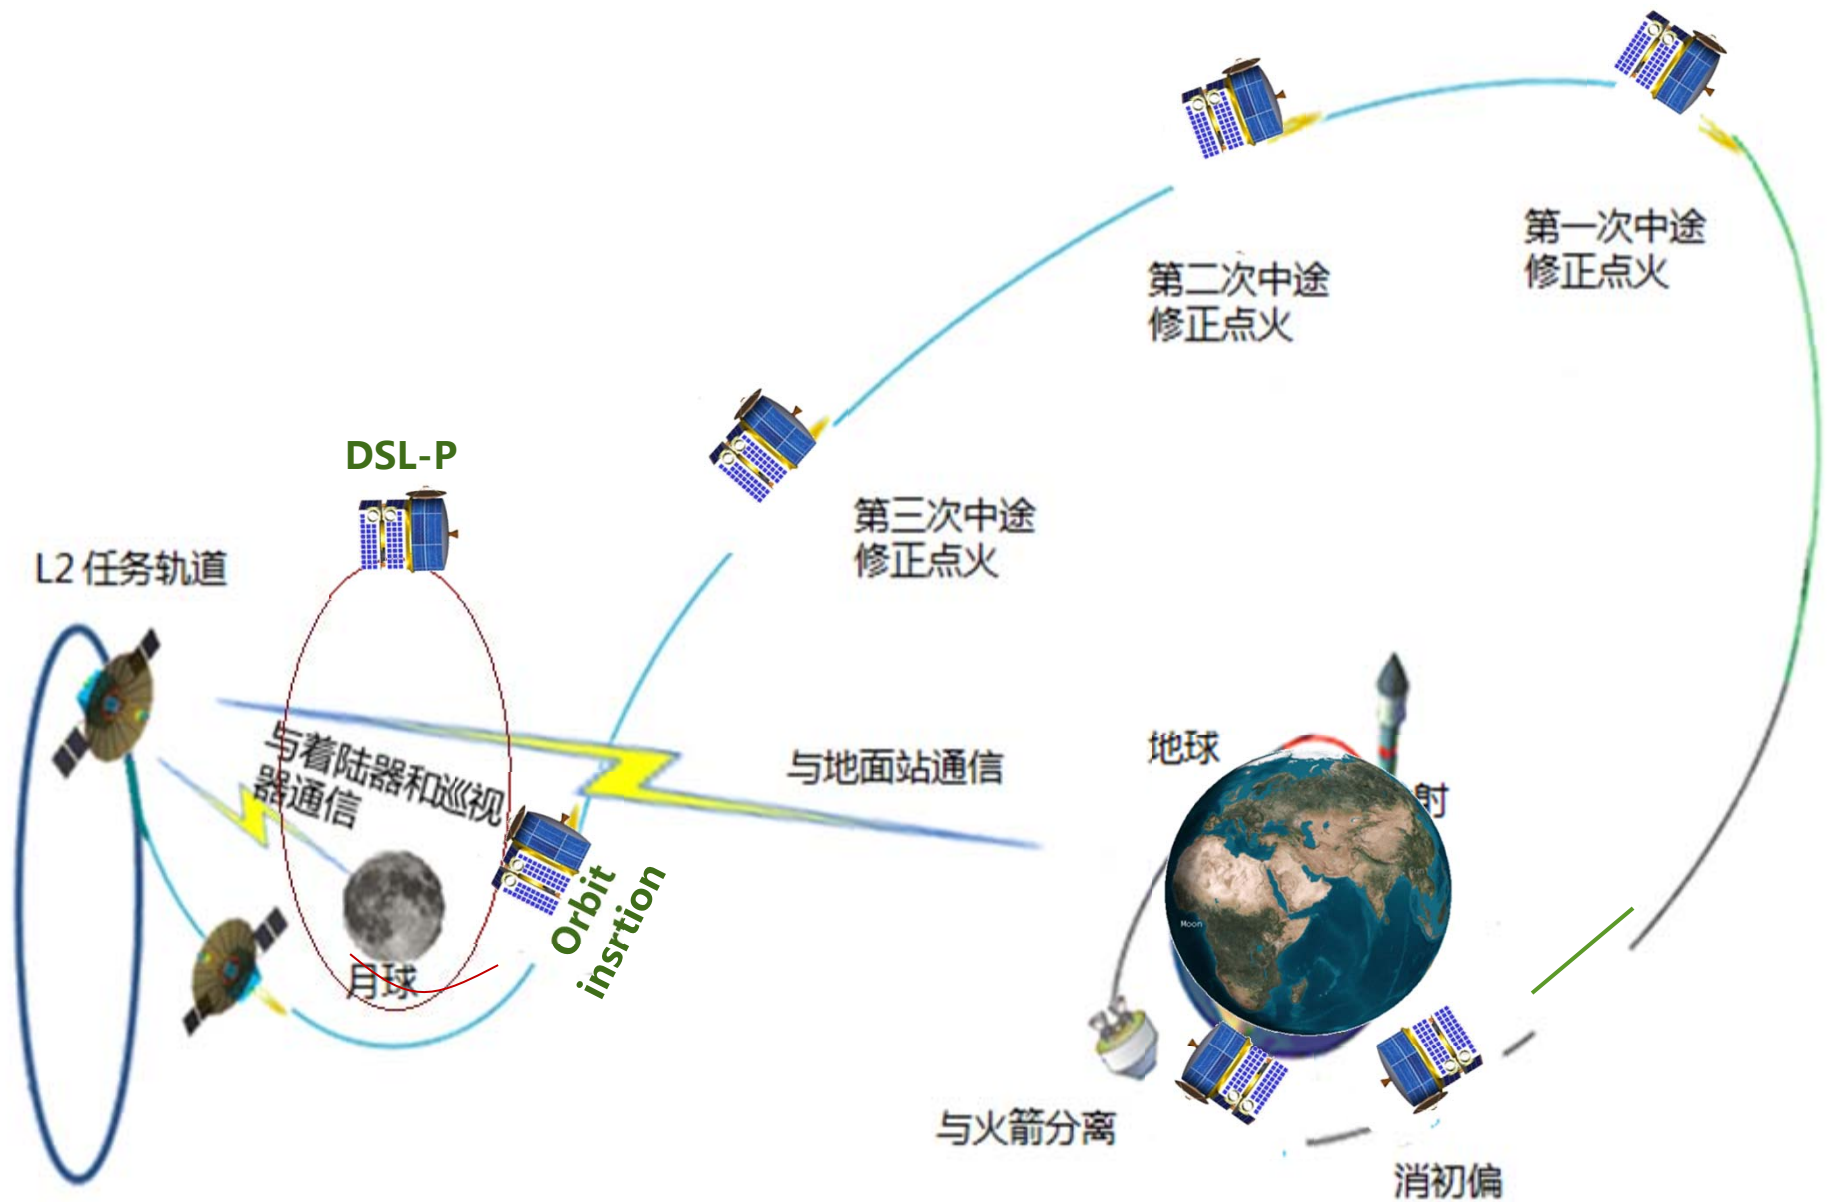 第一次中途
修正点火
第二次中途
修正点火
DSL-P
第三次中途
修正点火
L2 任务轨道
与着陆器和巡视
器通信
与地面站通信
地球
射
Orbit
insrtion
Moon
月球
与火箭分离
消初偏